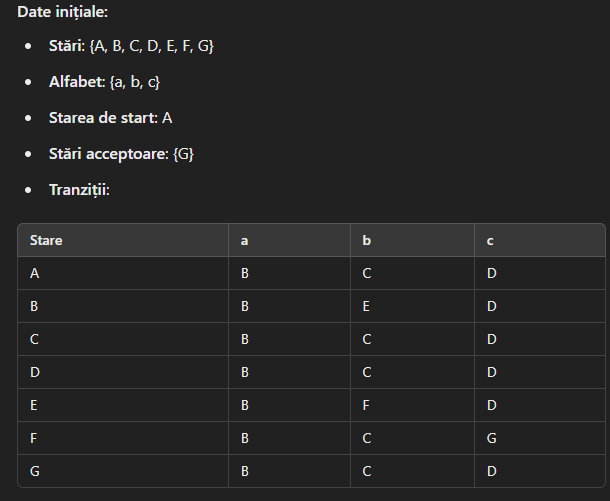 Date inițiale:
• Stări: {A, B, C, D, E, F, G}
• Alfabet: {a, b, c}
• Starea de start: A
• Stări acceptoare: {G}
• Tranziții:
Stare a b c
A B C D
B B E D
C B C D
D B C D
E B F D
F B C G
G B C D